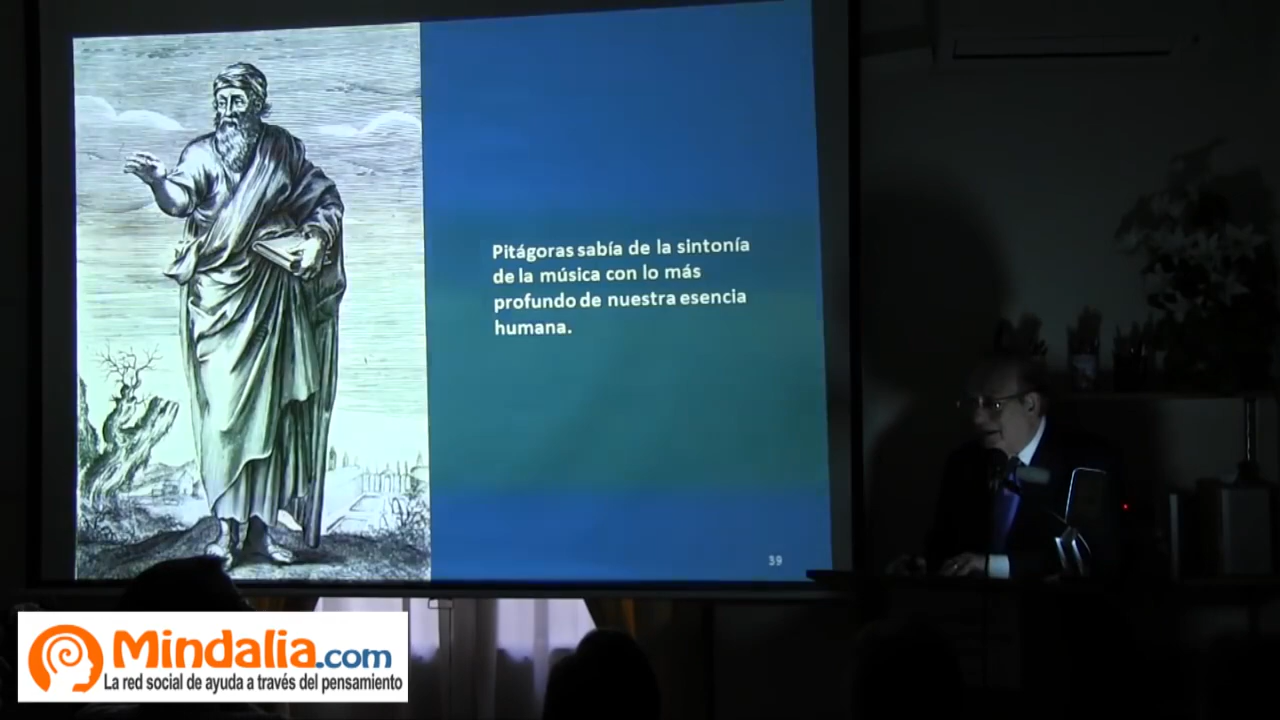 Pitágoras sabía de la sintonía
de la música con lo más
profundo de nuestra esencia
humana.
39
Mindalia.com
La red social de ayuda a través del pensamiento